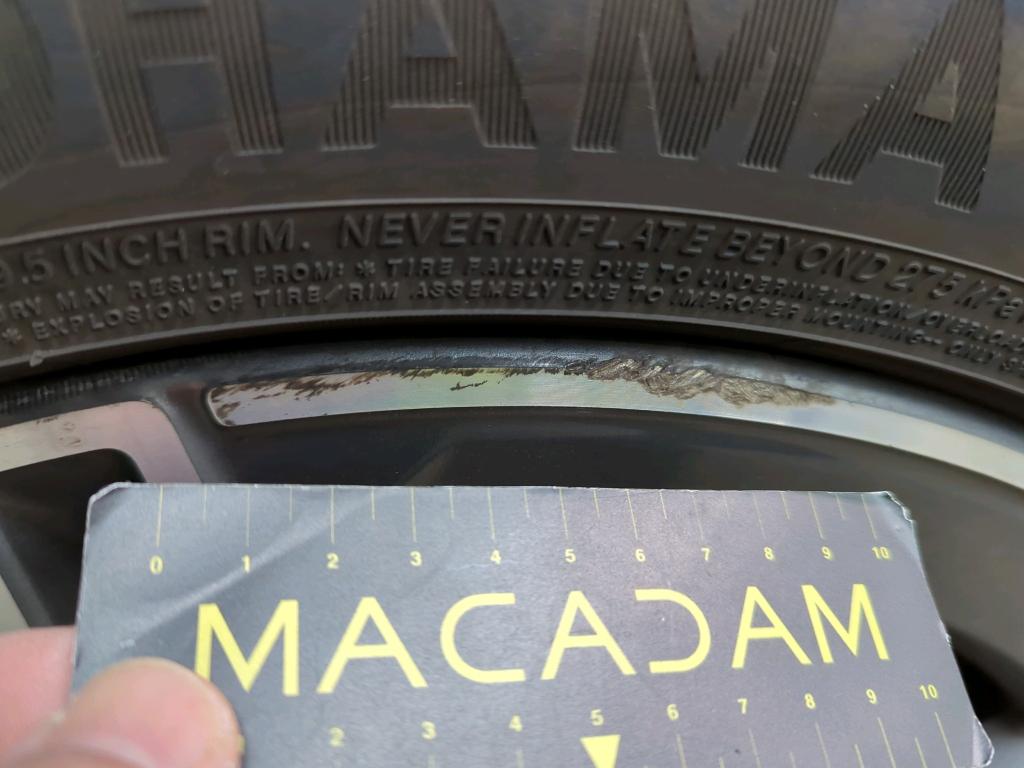 HAMA
9.5 INCH RIM. NEVER INFLATE BEYOND 275 kPa
MAY RESULT FROM: * TIRE FAILURE DUE TO UNDERINFLATION/
* EXPLOSION OF TIRE/RIM ASSEMBLY DUE TO IMPROPER MOUNTING- ONLY
0 1 2 3 4 5 6 7 8 9 10
MACADAM
2 3 4 5 6 7 8 9 10